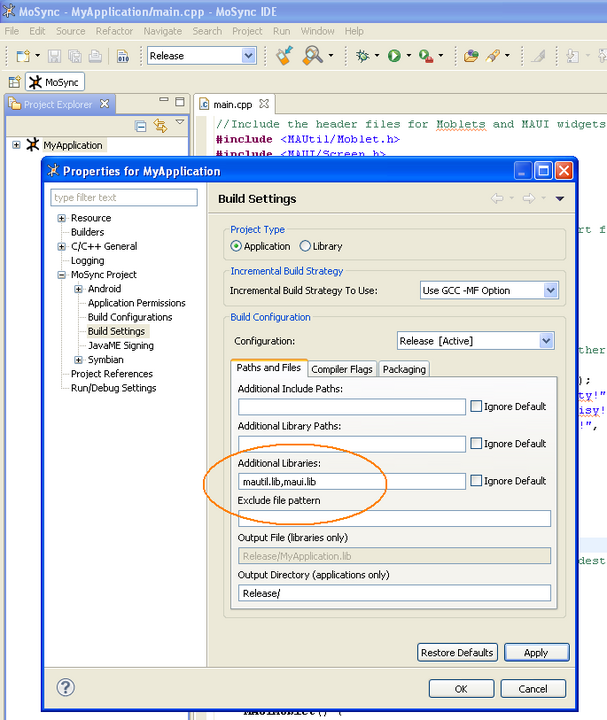 MoSync - MyApplication/main.cpp - MoSync IDE
File Edit Source Refactor Navigate Search Project Run Window Help
Release
MoSync
Project Explorer
main.cpp
MyApplication
//Include the header files for Moblets and MAUI widgets
#include <MAUtil/Moblet.h>
#include <MAUI/Screen.h>
Properties for MyApplication
type filter text
Resource
Builders
C/C++ General
Logging
MoSync Project
Android
Application Permissions
Build Configurations
Build Settings
JavaME Signing
Symbian
Project References
Run/Debug Settings
Build Settings
Project Type
Application Library
Incremental Build Strategy
Incremental Build Strategy To Use: Use GCC -MF Option
Build Configuration
Configuration: Release [Active]
Paths and Files Compiler Flags Packaging
Additional Include Paths:
Ignore Default
Additional Library Paths:
Ignore Default
Additional Libraries:
mautil.lib,maui.lib Ignore Default
Exclude file pattern
Output File (libraries only)
Release/MyApplication.lib
Output Directory (applications only)
Release/
Restore Defaults Apply
OK Cancel
rt f
ther
);
ty!"
isy!
!",
dest
MAUIMoblet() {